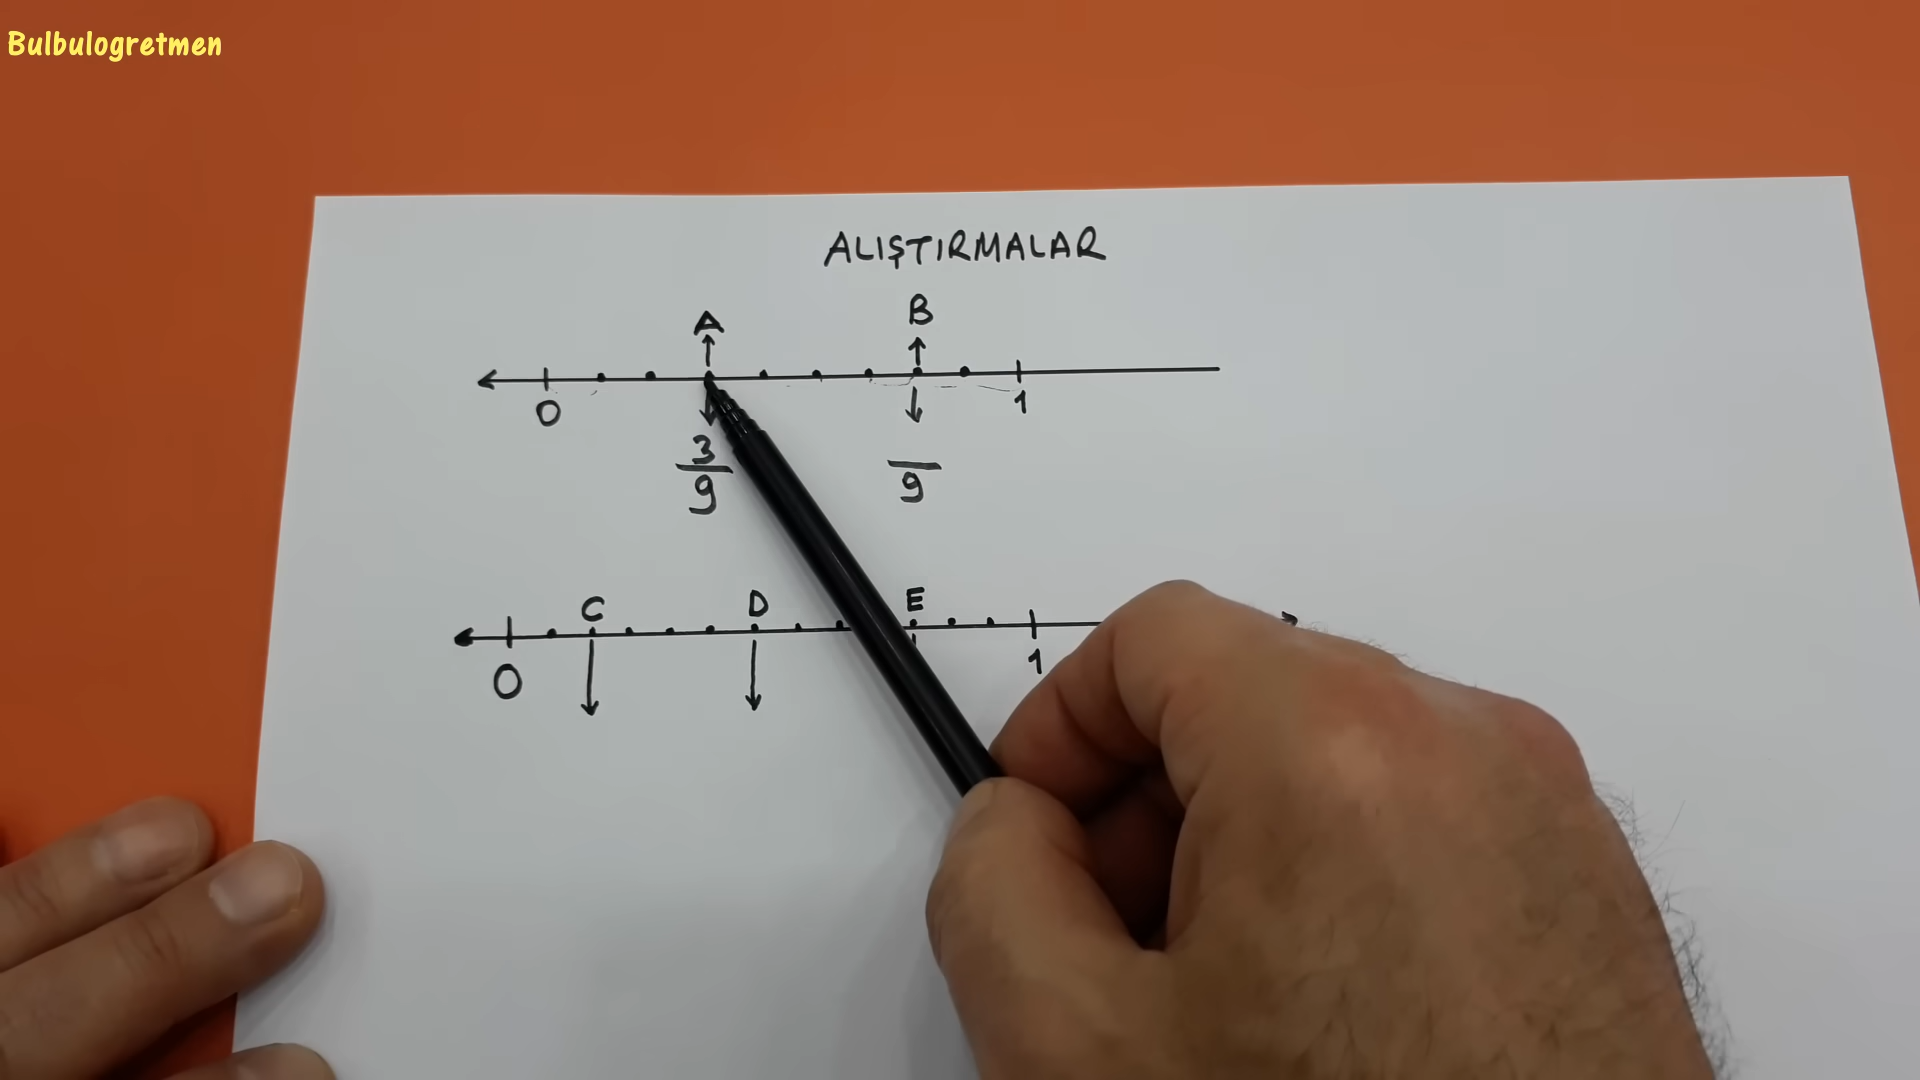 Bulbulogretmen
ALIŞTIRMALAR
A B
0 1
3/9 /9
C D E
0 1